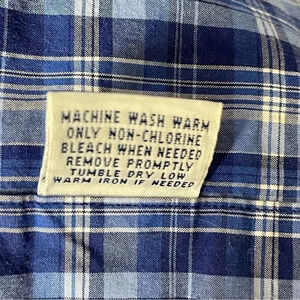 MACHINE WASH WARM
ONLY NON-CHLORINE
BLEACH WHEN NEEDED
REMOVE PROMPTLY
TUMBLE DRY LOW
WARM IRON IF NEEDED